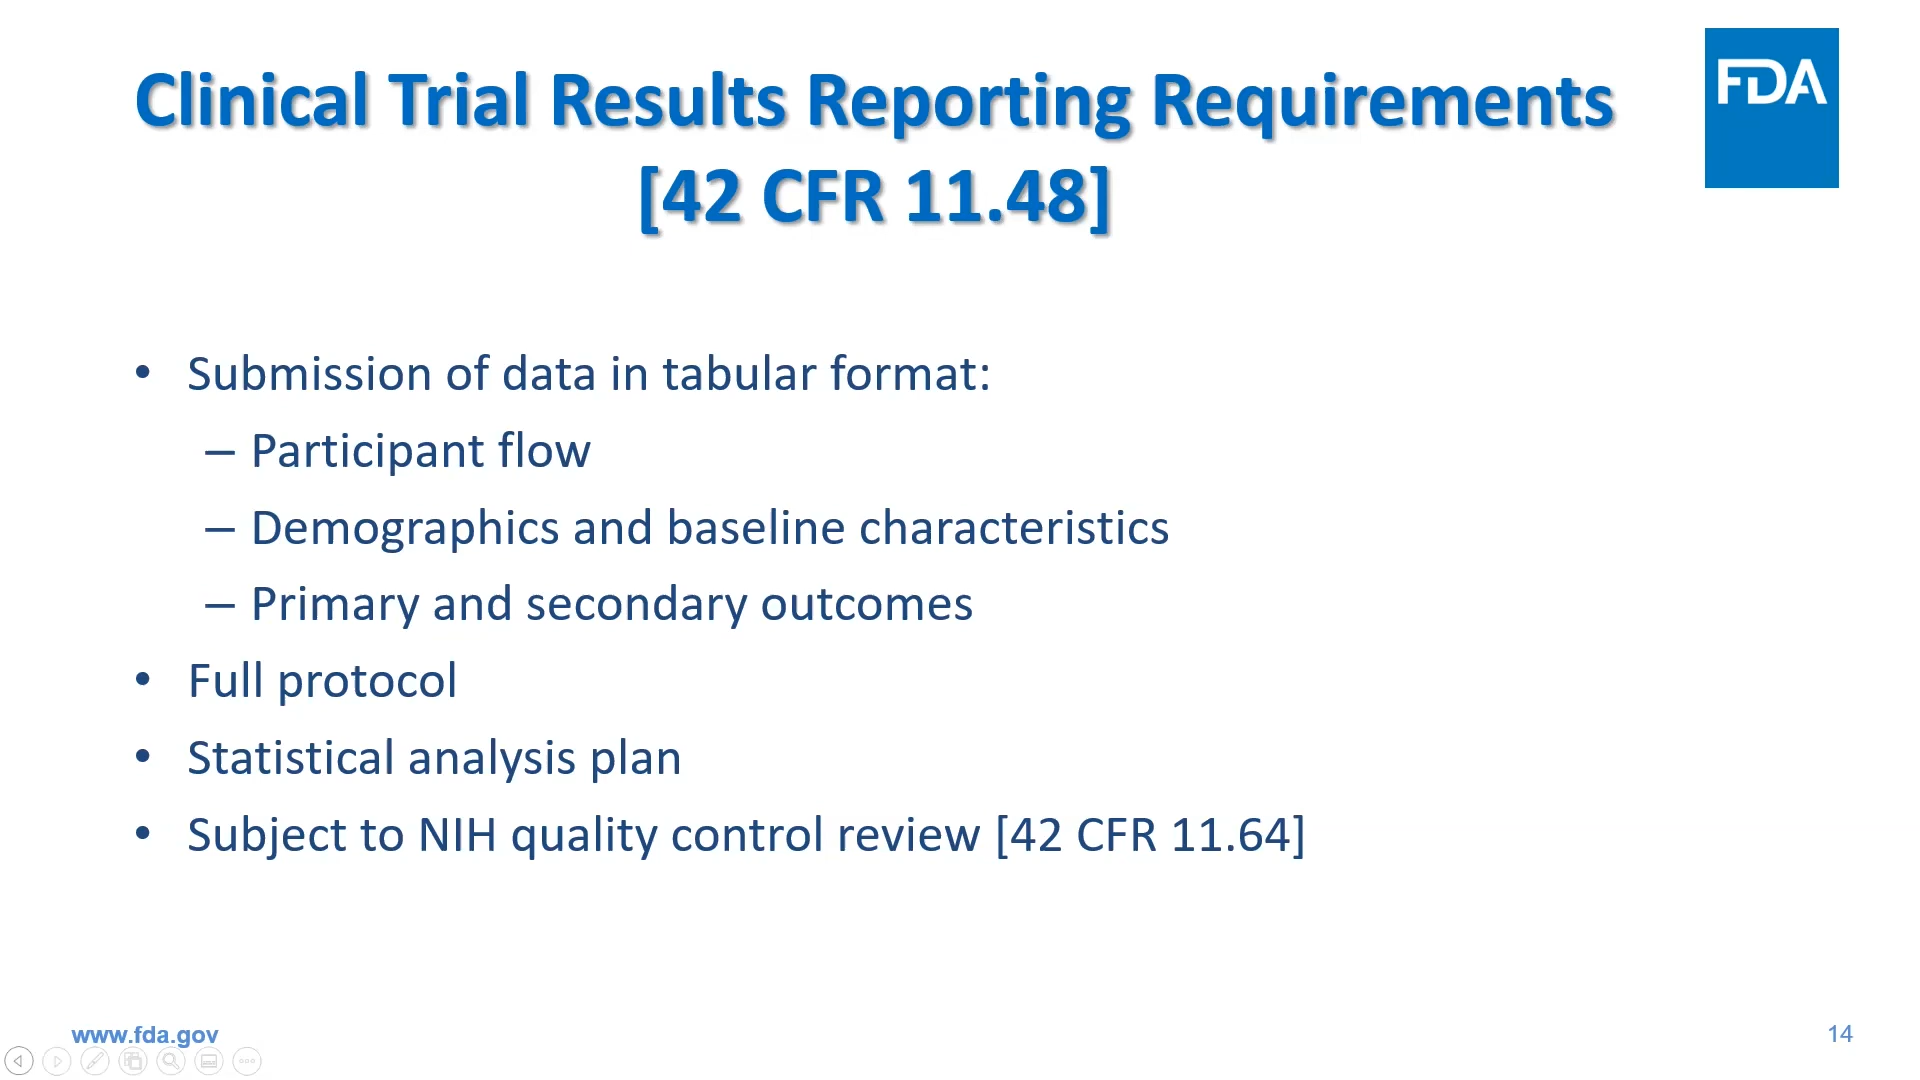 Clinical Trial Results Reporting Requirements
[42 CFR 11.48]
FDA
• Submission of data in tabular format:
– Participant flow
– Demographics and baseline characteristics
– Primary and secondary outcomes
• Full protocol
• Statistical analysis plan
• Subject to NIH quality control review [42 CFR 11.64]
www.fda.gov
14